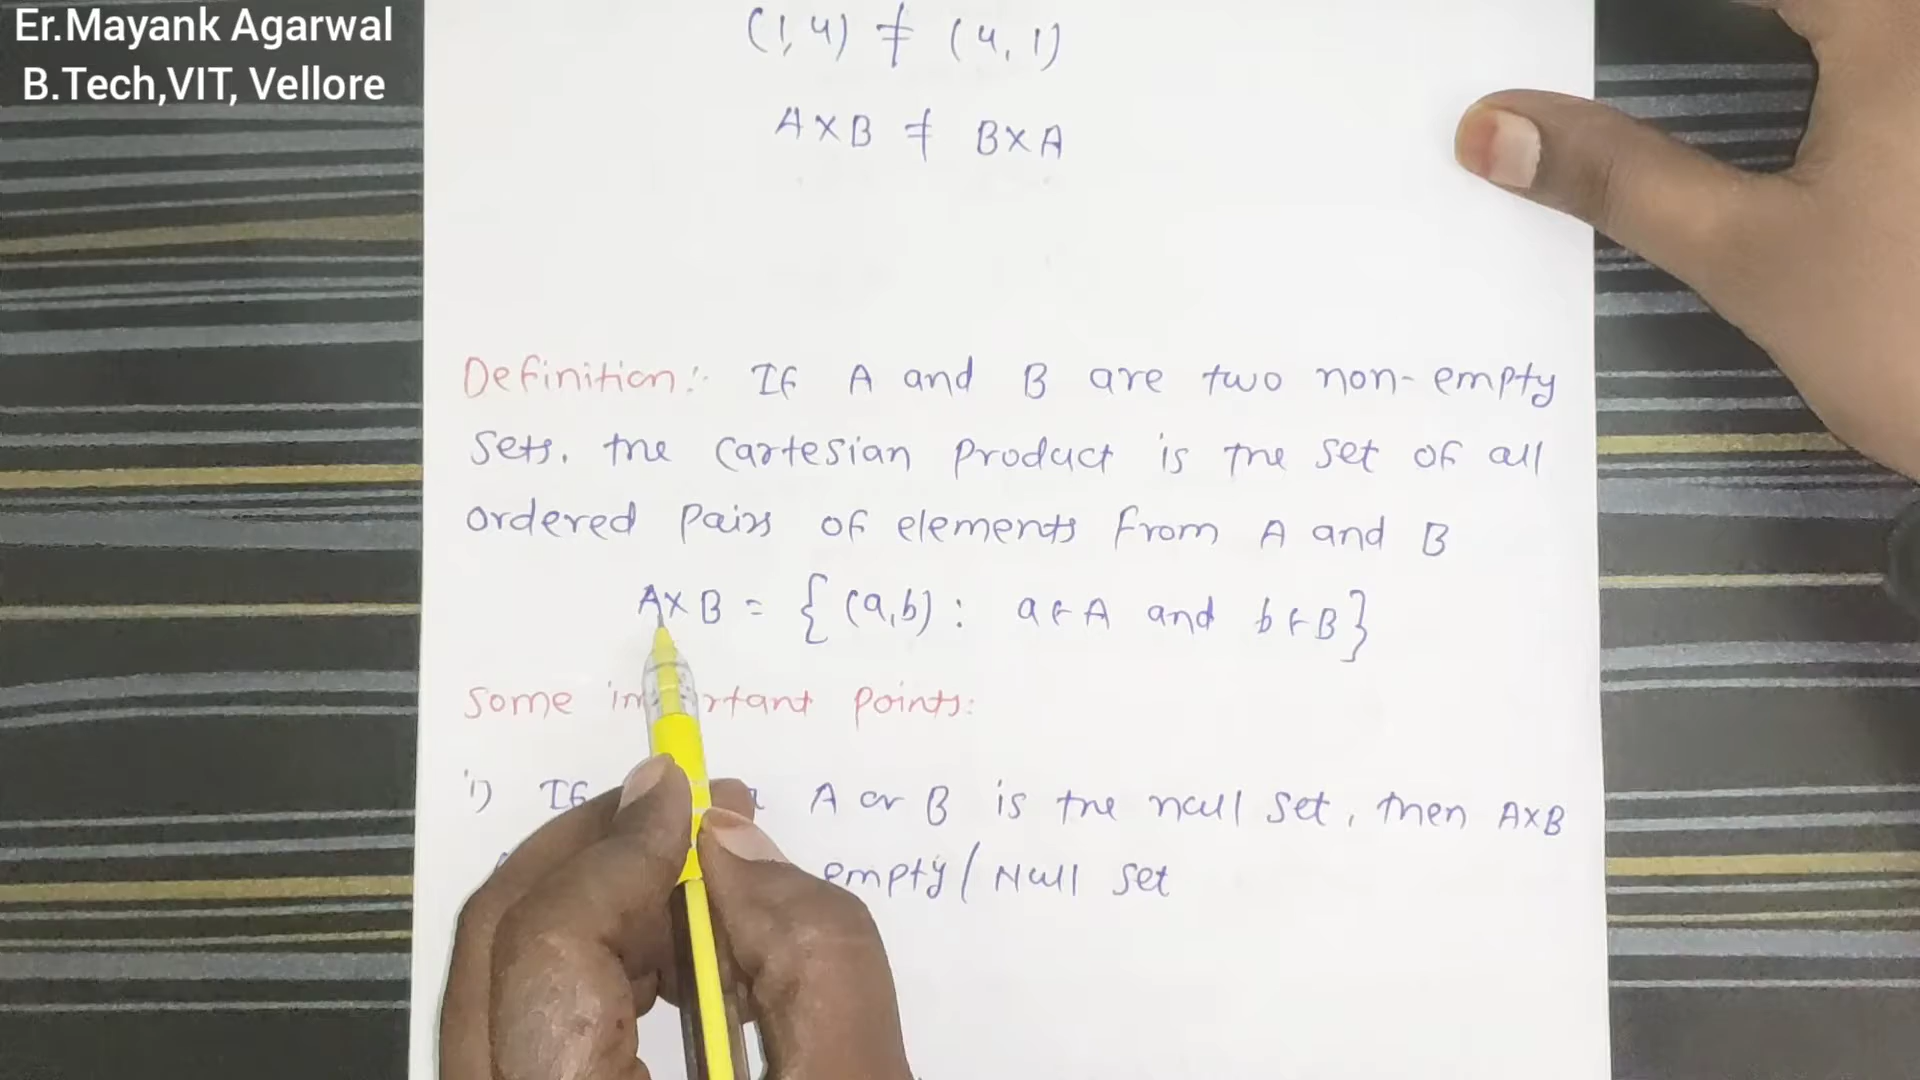 Er.Mayank Agarwal
B.Tech,VIT, Vellore
(1,4) ≠ (4,1)
A×B ≠ B×A
Definition:- If A and B are two non-empty
sets. the Cartesian product is the set of all
ordered pairs of elements from A and B
A×B = {(a,b): a∈A and b∈B}
Some important points:
i) If A or B is the null set, then A×B
empty/Null set